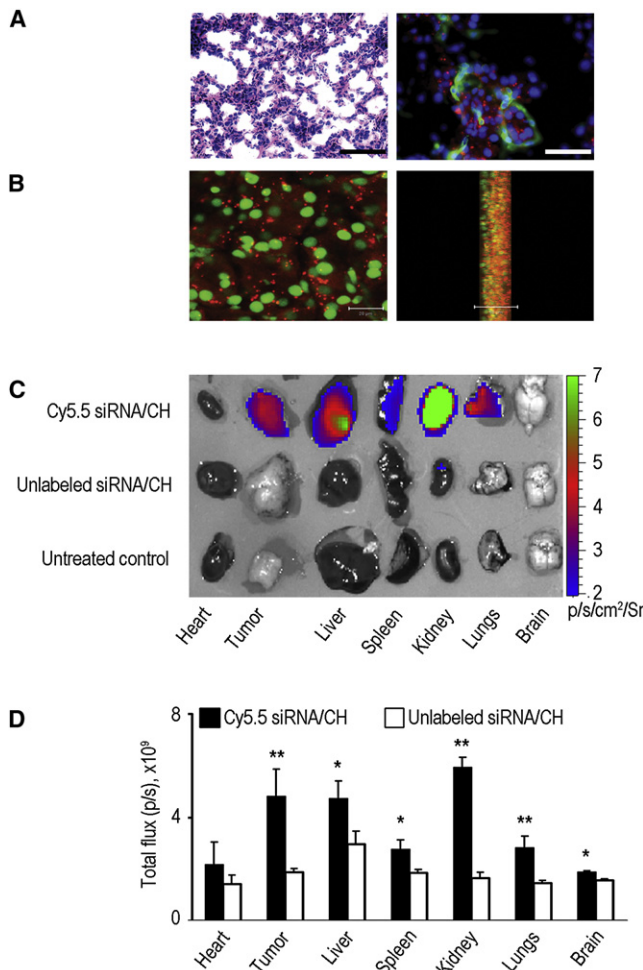 A
B
C
Cy5.5 siRNA/CH
Unlabeled siRNA/CH
Untreated control
7
6
5
4
3
2
p/s/cm²/Sr
Heart
Tumor
Liver
Spleen
Kidney
Lungs
Brain
D
Cy5.5 siRNA/CH
Unlabeled siRNA/CH
Total flux (p/s), x10⁹
8
4
0
**
*
*
**
**
*
Heart
Tumor
Liver
Spleen
Kidney
Lungs
Brain